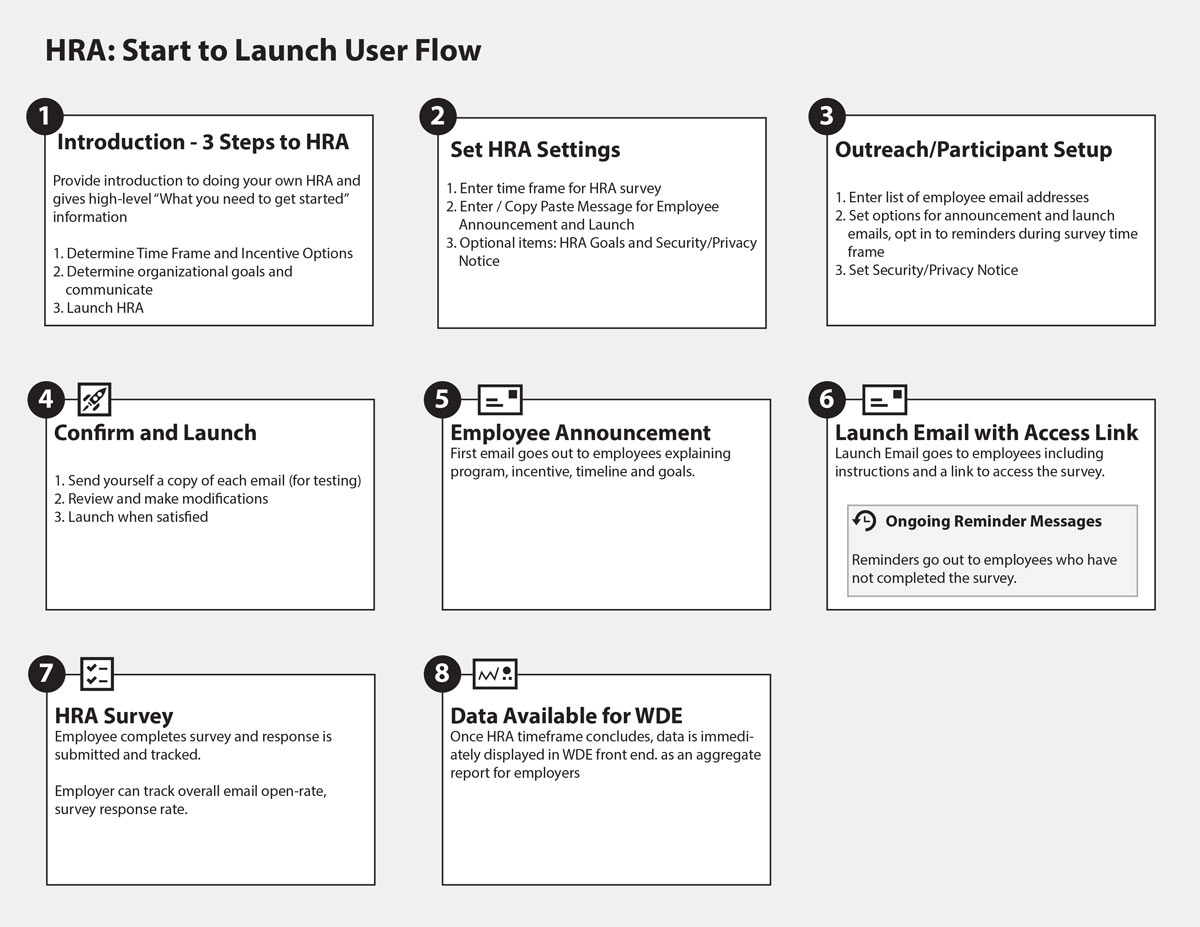 HRA: Start to Launch User Flow
1
Introduction - 3 Steps to HRA
Provide introduction to doing your own HRA and
gives high-level “What you need to get started”
information
1. Determine Time Frame and Incentive Options
2. Determine organizational goals and
communicate
3. Launch HRA
2
Set HRA Settings
1. Enter time frame for HRA survey
2. Enter / Copy Paste Message for Employee
Announcement and Launch
3. Optional items: HRA Goals and Security/Privacy
Notice
3
Outreach/Participant Setup
1. Enter list of employee email addresses
2. Set options for announcement and launch
emails, opt in to reminders during survey time
frame
3. Set Security/Privacy Notice
4
Confirm and Launch
1. Send yourself a copy of each email (for testing)
2. Review and make modifications
3. Launch when satisfied
5
Employee Announcement
First email goes out to employees explaining
program, incentive, timeline and goals.
6
Launch Email with Access Link
Launch Email goes to employees including
instructions and a link to access the survey.
Ongoing Reminder Messages
Reminders go out to employees who have
not completed the survey.
7
HRA Survey
Employee completes survey and response is
submitted and tracked.
Employer can track overall email open-rate,
survey response rate.
8
Data Available for WDE
Once HRA timeframe concludes, data is immedi-
ately displayed in WDE front end. as an aggregate
report for employers